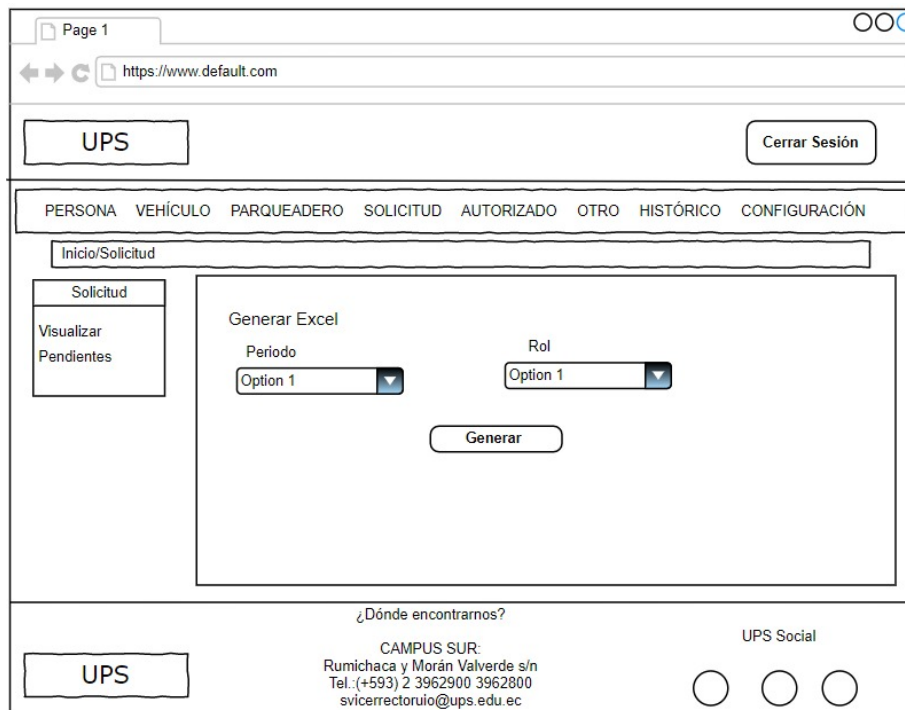 Page 1
https://www.default.com
UPS
Cerrar Sesión
PERSONA VEHÍCULO PARQUEADERO SOLICITUD AUTORIZADO OTRO HISTÓRICO CONFIGURACIÓN
Inicio/Solicitud
Solicitud
Visualizar
Pendientes
Generar Excel
Periodo
Rol
Option 1
Option 1
Generar
¿Dónde encontrarnos?
CAMPUS SUR:
Rumichaca y Morán Valverde s/n
Tel.:(+593) 2 3962900 3962800
svicerrectoruio@ups.edu.ec
UPS
UPS Social